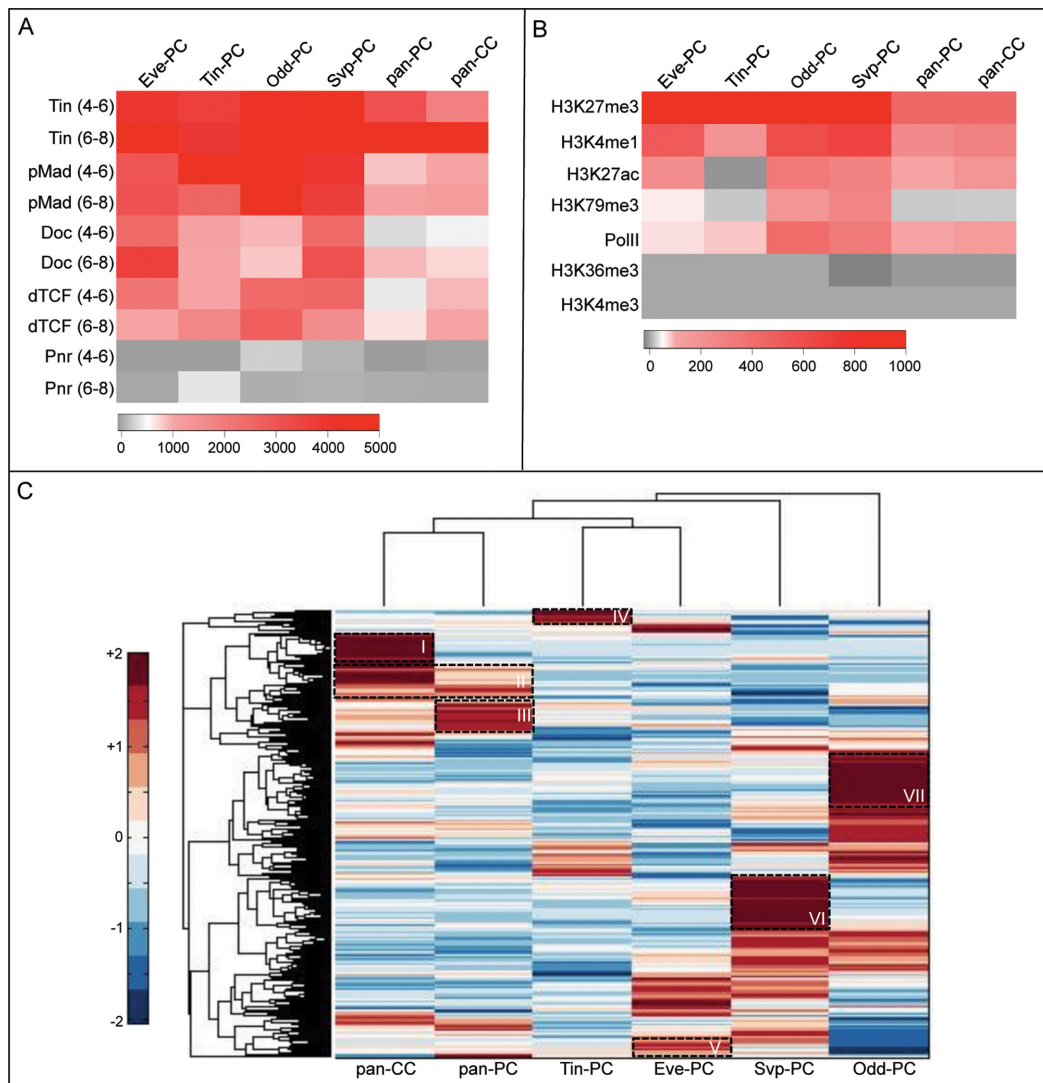 A
Eve-PC Tin-PC Odd-PC Svp-PC pan-PC pan-CC
Tin (4-6)
Tin (6-8)
pMad (4-6)
pMad (6-8)
Doc (4-6)
Doc (6-8)
dTCF (4-6)
dTCF (6-8)
Pnr (4-6)
Pnr (6-8)
0 1000 2000 3000 4000 5000
B
Eve-PC Tin-PC Odd-PC Svp-PC pan-PC pan-CC
H3K27me3
H3K4me1
H3K27ac
H3K79me3
PolII
H3K36me3
H3K4me3
0 200 400 600 800 1000
C
+2
+1
0
-1
-2
IV
I
II
III
VII
VI
V
pan-CC pan-PC Tin-PC Eve-PC Svp-PC Odd-PC